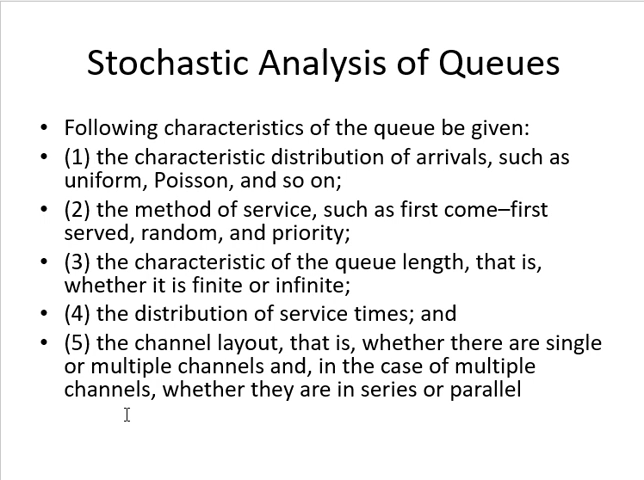 Stochastic Analysis of Queues
• Following characteristics of the queue be given:
• (1) the characteristic distribution of arrivals, such as
uniform, Poisson, and so on;
• (2) the method of service, such as first come–first
served, random, and priority;
• (3) the characteristic of the queue length, that is,
whether it is finite or infinite;
• (4) the distribution of service times; and
• (5) the channel layout, that is, whether there are single
or multiple channels and, in the case of multiple
channels, whether they are in series or parallel